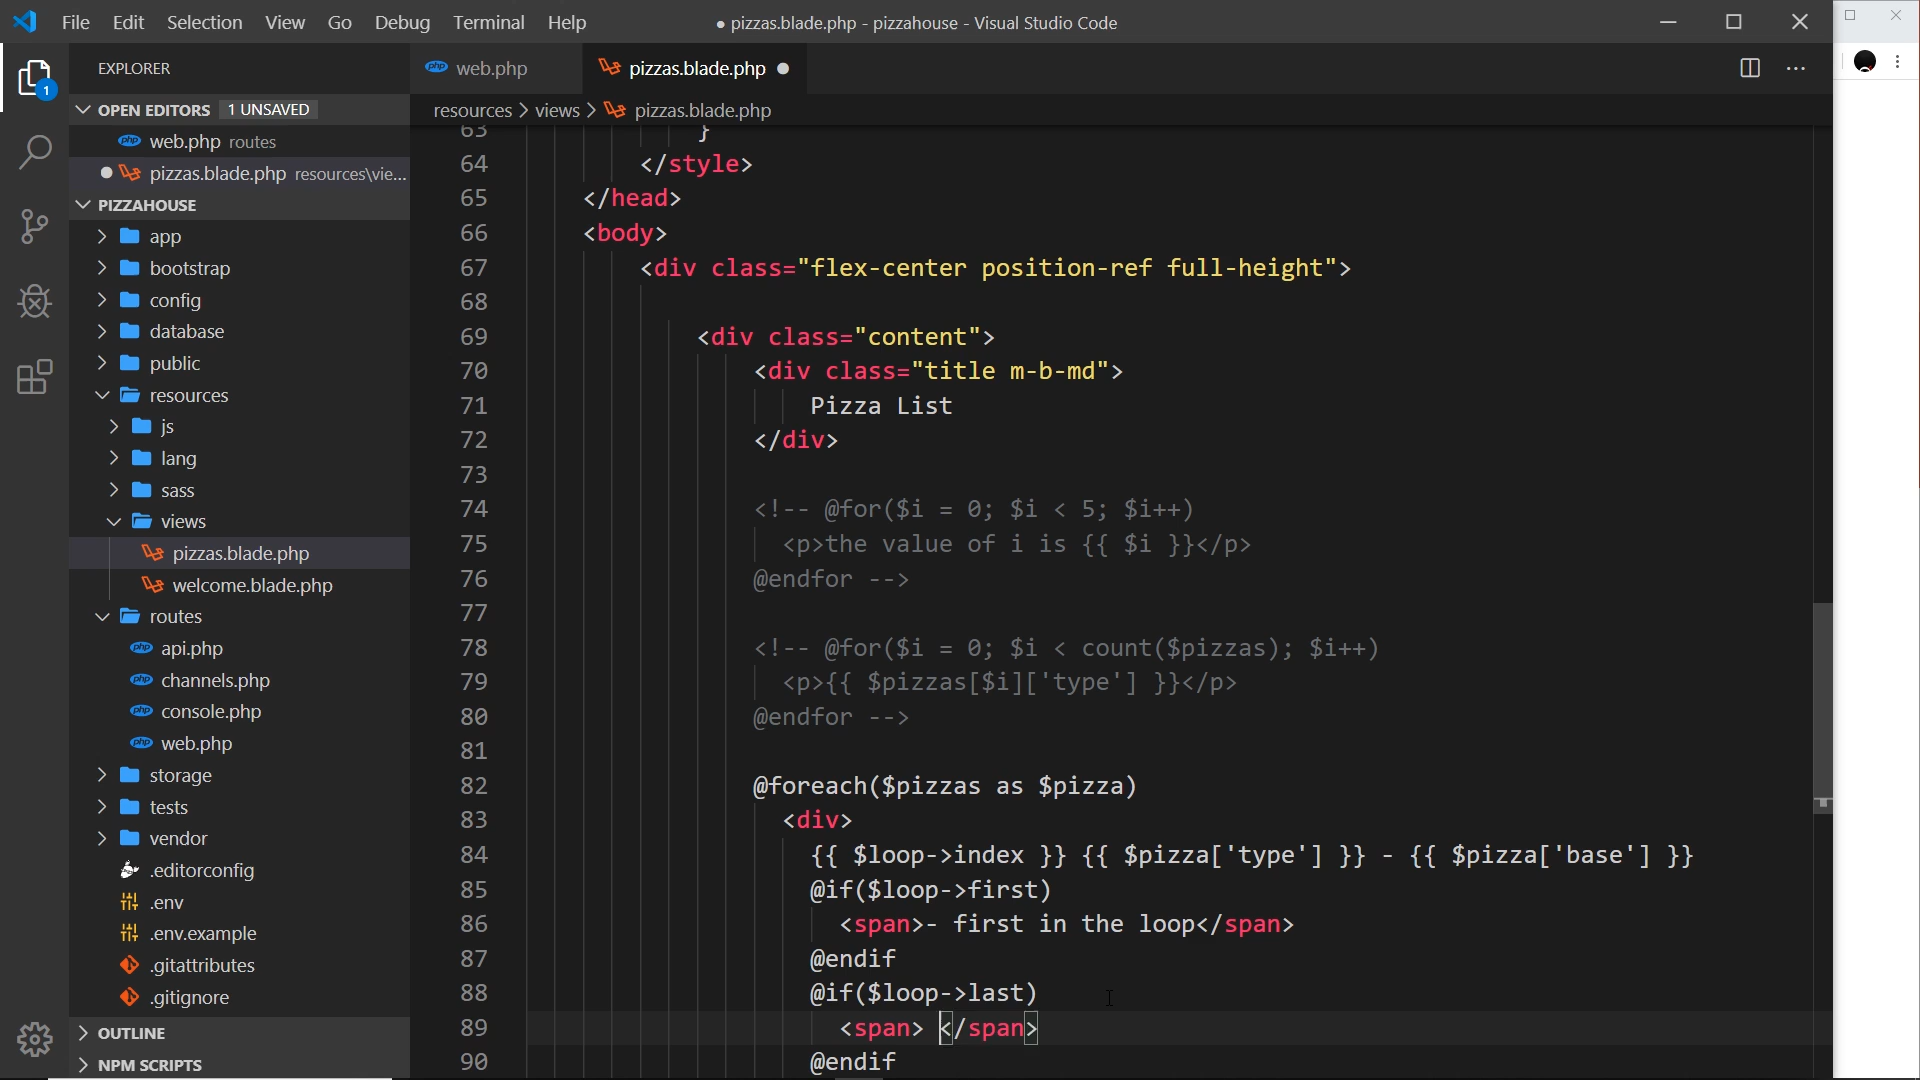 File Edit Selection View Go Debug Terminal Help
● pizzas.blade.php - pizzahouse - Visual Studio Code
EXPLORER
1
OPEN EDITORS 1 UNSAVED
web.php routes
pizzas.blade.php resources\vie...
PIZZAHOUSE
app
bootstrap
config
database
public
resources
js
lang
sass
views
pizzas.blade.php
welcome.blade.php
routes
api.php
channels.php
console.php
web.php
storage
tests
vendor
.editorconfig
.env
.env.example
.gitattributes
.gitignore
OUTLINE
NPM SCRIPTS
php web.php
pizzas.blade.php
resources > views > pizzas.blade.php
63 }
64 </style>
65 </head>
66 <body>
67 <div class="flex-center position-ref full-height">
68
69 <div class="content">
70 <div class="title m-b-md">
71 Pizza List
72 </div>
73
74 <!-- @for($i = 0; $i < 5; $i++)
75 <p>the value of i is {{ $i }}</p>
76 @endfor -->
77
78 <!-- @for($i = 0; $i < count($pizzas); $i++)
79 <p>{{ $pizzas[$i]['type'] }}</p>
80 @endfor -->
81
82 @foreach($pizzas as $pizza)
83 <div>
84 {{ $loop->index }} {{ $pizza['type'] }} - {{ $pizza['base'] }}
85 @if($loop->first)
86 <span>- first in the loop</span>
87 @endif
88 @if($loop->last)
89 <span> </span>
90 @endif